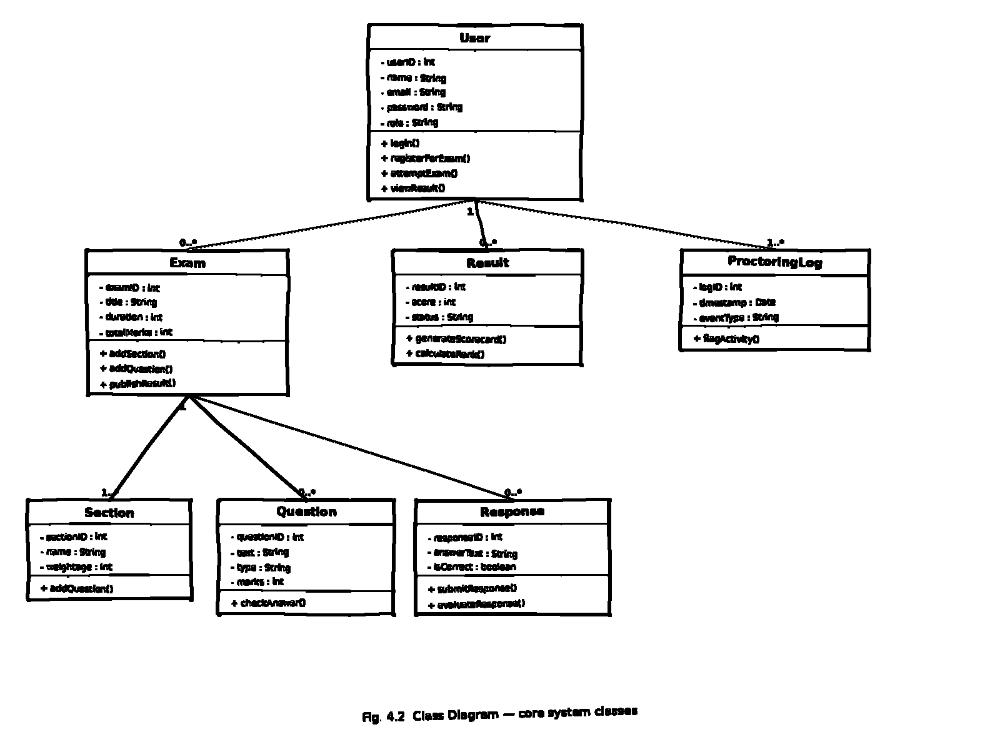 User
- userID : int
- name : String
- email : String
- password : String
- role : String
+ login()
+ registerForExam()
+ attemptExam()
+ viewResult()
1
0..*
0..*
1..*
Exam
- examID : int
- title : String
- duration : int
- totalMarks : int
+ addSection()
+ addQuestion()
+ publishResult()
1
Result
- resultID : int
- score : int
- status : String
+ generateScorecard()
+ calculateRank()
ProctoringLog
- logID : int
- timestamp : Date
- eventType : String
+ flagActivity()
1..*
0..*
0..*
Section
- sectionID : int
- name : String
- weightage : int
+ addQuestion()
Question
- questionID : int
- text : String
- type : String
- marks : int
+ checkAnswer()
Response
- responseID : int
- answerText : String
- isCorrect : boolean
+ submitResponse()
+ evaluateResponse()
Fig. 4.2 Class Diagram — core system classes